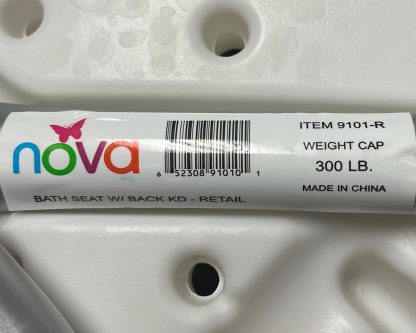 nova
6 52308 91010 1
BATH SEAT W/ BACK KD - RETAIL
ITEM 9101-R
WEIGHT CAP
300 LB.
MADE IN CHINA